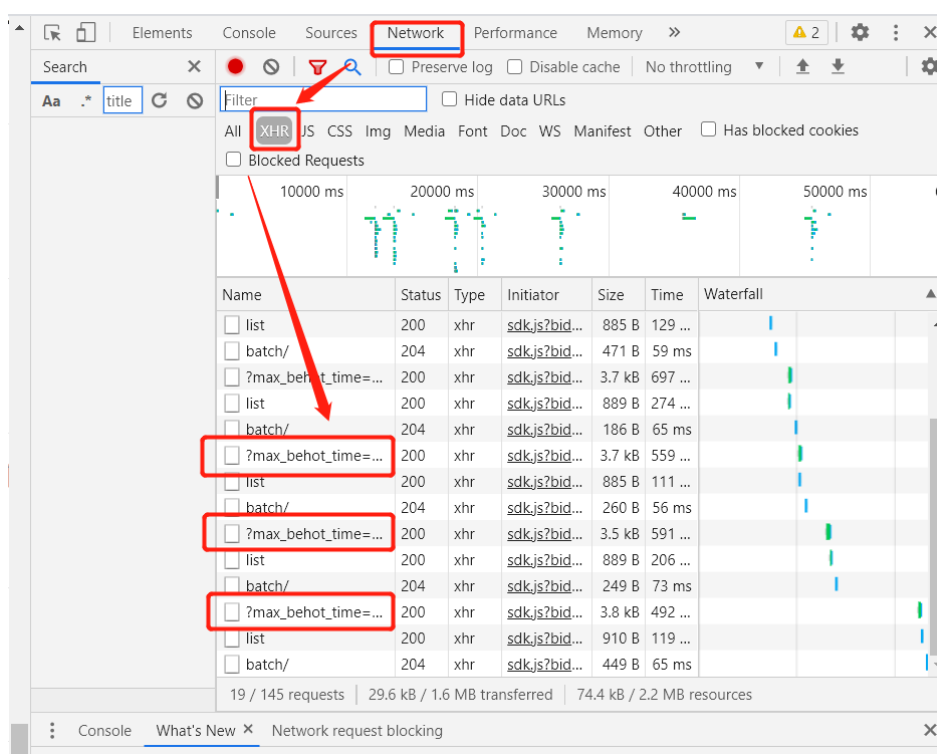 Elements Console Sources Network Performance Memory » 2
Search Preserve log Disable cache No throttling ▼
Aa .* title Filter Hide data URLs
All XHR JS CSS Img Media Font Doc WS Manifest Other Has blocked cookies
Blocked Requests
10000 ms 20000 ms 30000 ms 40000 ms 50000 ms
Name Status Type Initiator Size Time Waterfall
list 200 xhr sdk.js?bid... 885 B 129 ...
batch/ 204 xhr sdk.js?bid... 471 B 59 ms
?max_behot_time=... 200 xhr sdk.js?bid... 3.7 kB 697 ...
list 200 xhr sdk.js?bid... 889 B 274 ...
batch/ 204 xhr sdk.js?bid... 186 B 65 ms
?max_behot_time=... 200 xhr sdk.js?bid... 3.7 kB 559 ...
list 200 xhr sdk.js?bid... 885 B 111 ...
batch/ 204 xhr sdk.js?bid... 260 B 56 ms
?max_behot_time=... 200 xhr sdk.js?bid... 3.5 kB 591 ...
list 200 xhr sdk.js?bid... 889 B 206 ...
batch/ 204 xhr sdk.js?bid... 249 B 73 ms
?max_behot_time=... 200 xhr sdk.js?bid... 3.8 kB 492 ...
list 200 xhr sdk.js?bid... 910 B 119 ...
batch/ 204 xhr sdk.js?bid... 449 B 65 ms
19 / 145 requests 29.6 kB / 1.6 MB transferred 74.4 kB / 2.2 MB resources
Console What's New × Network request blocking